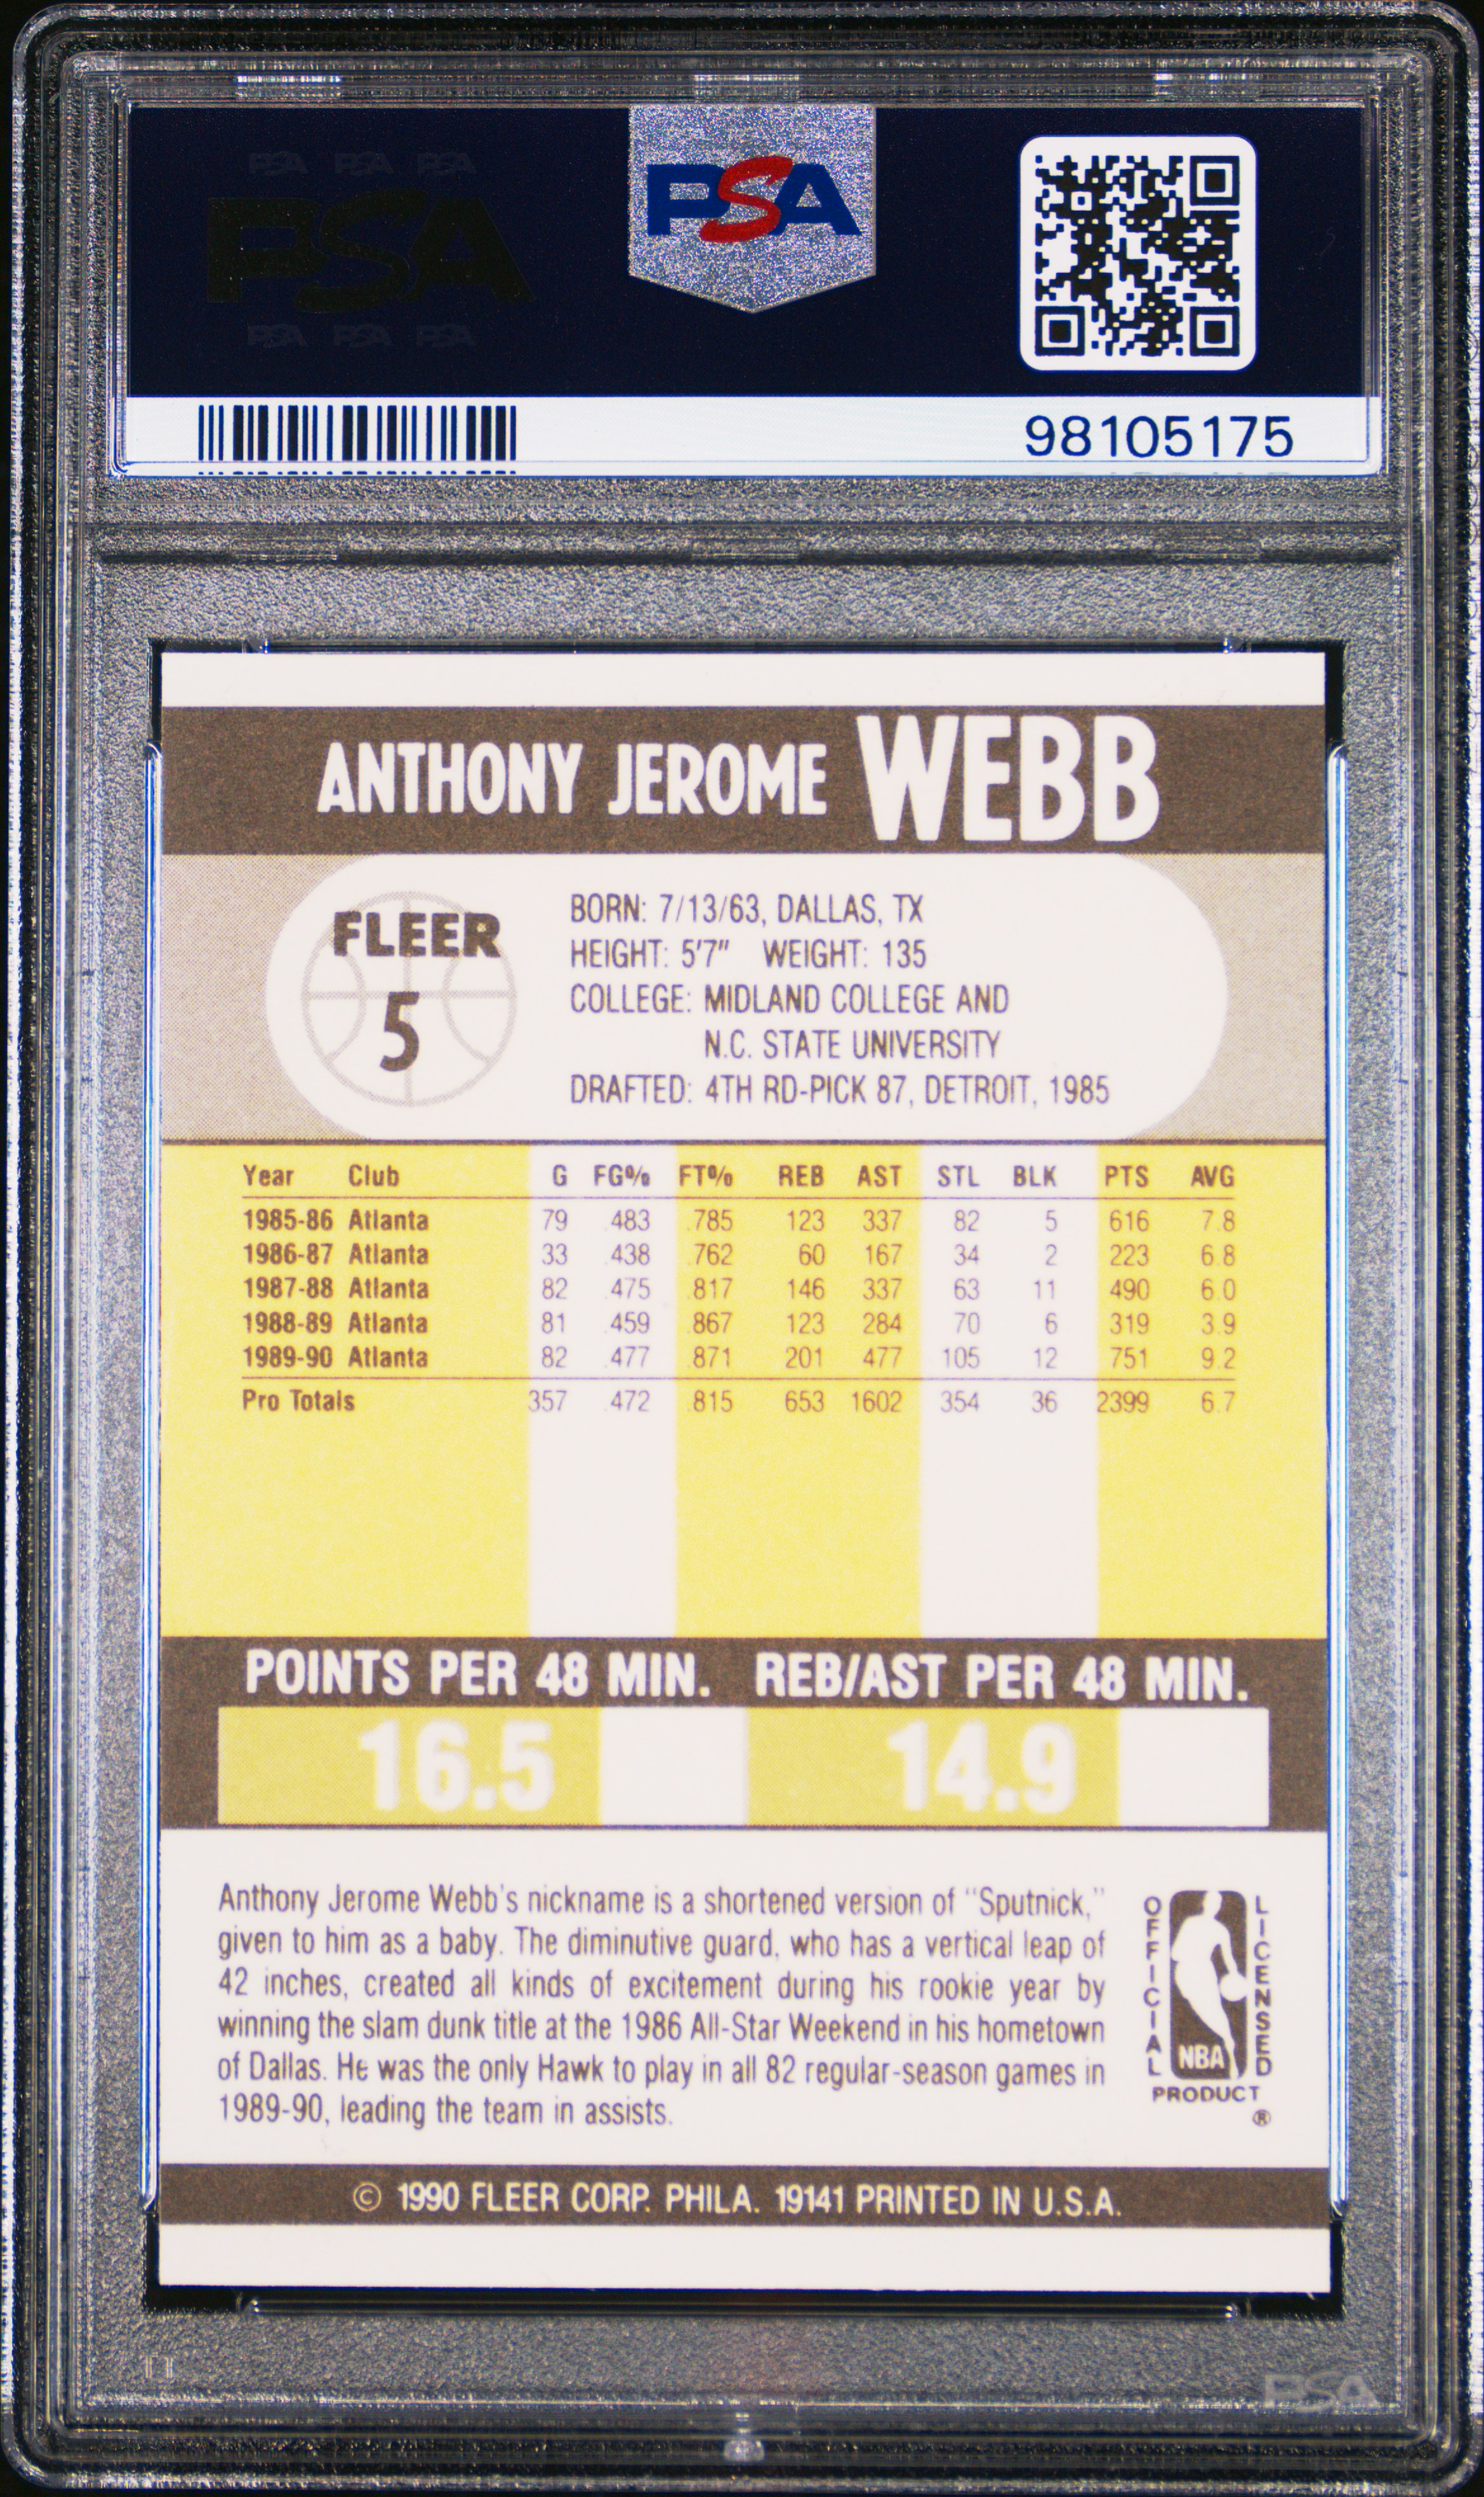 PSA PSA PSA
PSA
PSA PSA PSA
PSA
98105175
ANTHONY JEROME WEBB
FLEER
5
BORN: 7/13/63, DALLAS, TX
HEIGHT: 5'7" WEIGHT: 135
COLLEGE: MIDLAND COLLEGE AND
N.C. STATE UNIVERSITY
DRAFTED: 4TH RD-PICK 87, DETROIT, 1985
Year Club G FG% FT% REB AST STL BLK PTS AVG
1985-86 Atlanta 79 .483 .785 123 337 82 5 616 7.8
1986-87 Atlanta 33 .438 .762 60 167 34 2 223 6.8
1987-88 Atlanta 82 .475 .817 146 337 63 11 490 6.0
1988-89 Atlanta 81 .459 .867 123 284 70 6 319 3.9
1989-90 Atlanta 82 .477 .871 201 477 105 12 751 9.2
Pro Totals 357 .472 .815 653 1602 354 36 2399 6.7
POINTS PER 48 MIN. REB/AST PER 48 MIN.
16.5 14.9
Anthony Jerome Webb's nickname is a shortened version of "Sputnick,"
given to him as a baby. The diminutive guard, who has a vertical leap of
42 inches, created all kinds of excitement during his rookie year by
winning the slam dunk title at the 1986 All-Star Weekend in his hometown
of Dallas. He was the only Hawk to play in all 82 regular-season games in
1989-90, leading the team in assists.
OFFICIAL
NBA
LICENSED
PRODUCT
®
© 1990 FLEER CORP. PHILA. 19141 PRINTED IN U.S.A.
PSA